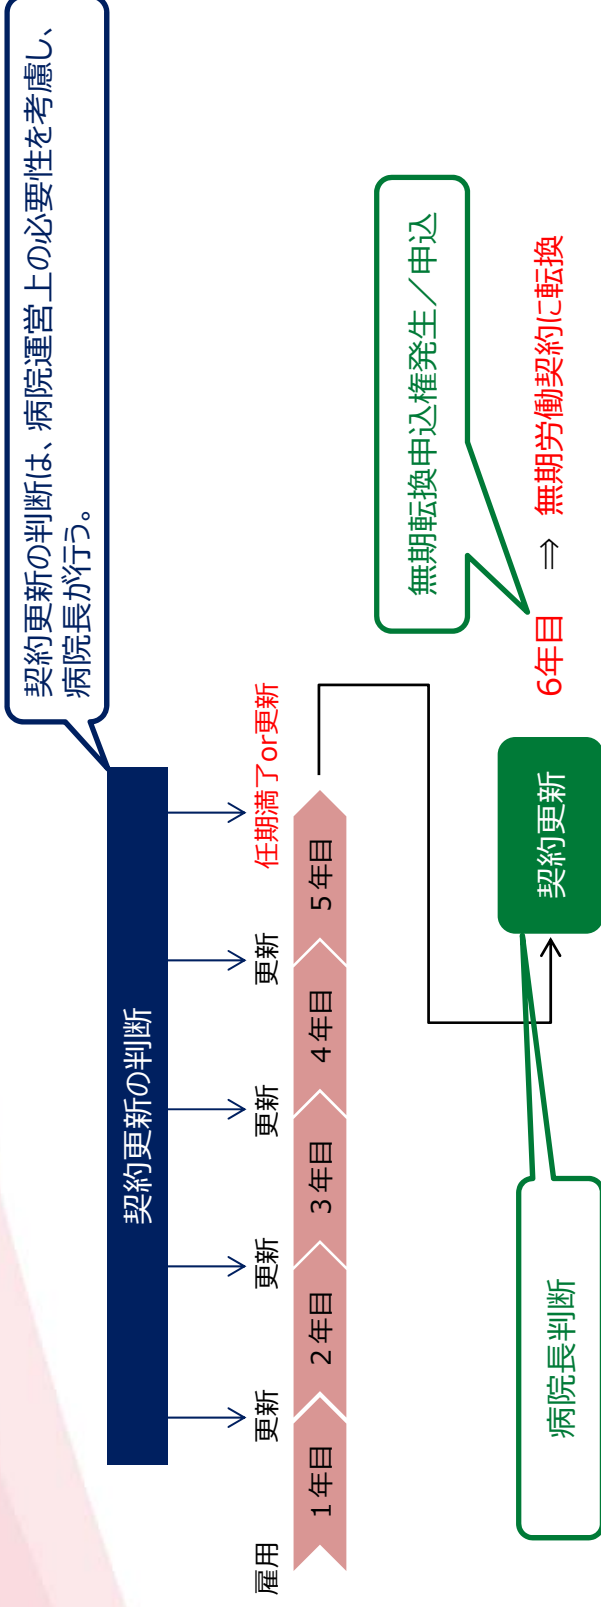 契約更新の判断は、病院運営上の必要性を考慮し、
病院長が行う。
契約更新の判断
雇用
更新
更新
更新
更新
任期満了or更新
1年目
2年目
3年目
4年目
5年目
無期転換申込権発生／申込
病院長判断
契約更新
6年目 ⇒ 無期労働契約に転換